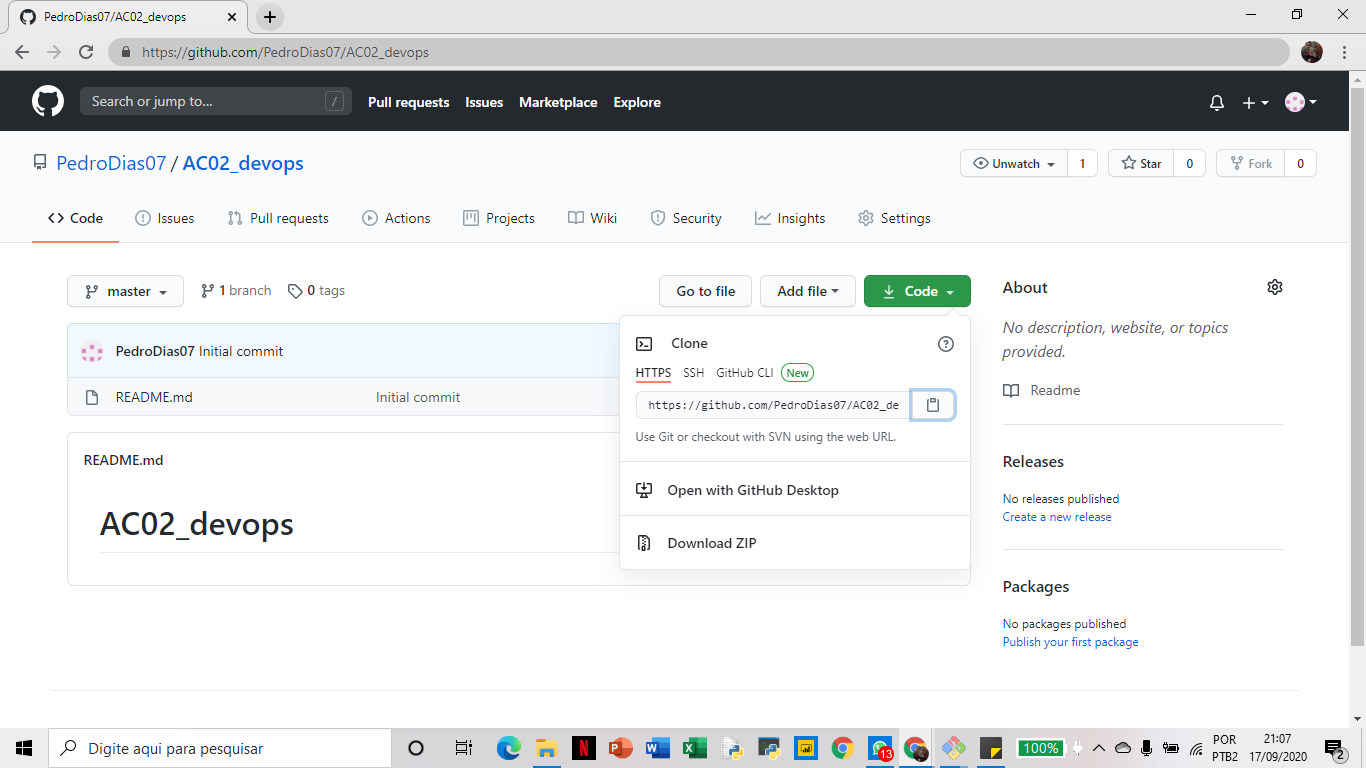 PedroDias07/AC02_devops
https://github.com/PedroDias07/AC02_devops
Search or jump to... /
Pull requests Issues Marketplace Explore
PedroDias07 / AC02_devops
Unwatch 1 Star 0 Fork 0
Code Issues Pull requests Actions Projects Wiki Security Insights Settings
master 1 branch 0 tags Go to file Add file Code
PedroDias07 Initial commit
README.md Initial commit
README.md
AC02_devops
Clone
HTTPS SSH GitHub CLI New
https://github.com/PedroDias07/AC02_de
Use Git or checkout with SVN using the web URL.
Open with GitHub Desktop
Download ZIP
About
No description, website, or topics
provided.
Readme
Releases
No releases published
Create a new release
Packages
No packages published
Publish your first package
Digite aqui para pesquisar
13
100%
POR
PTB2
21:07
17/09/2020
2